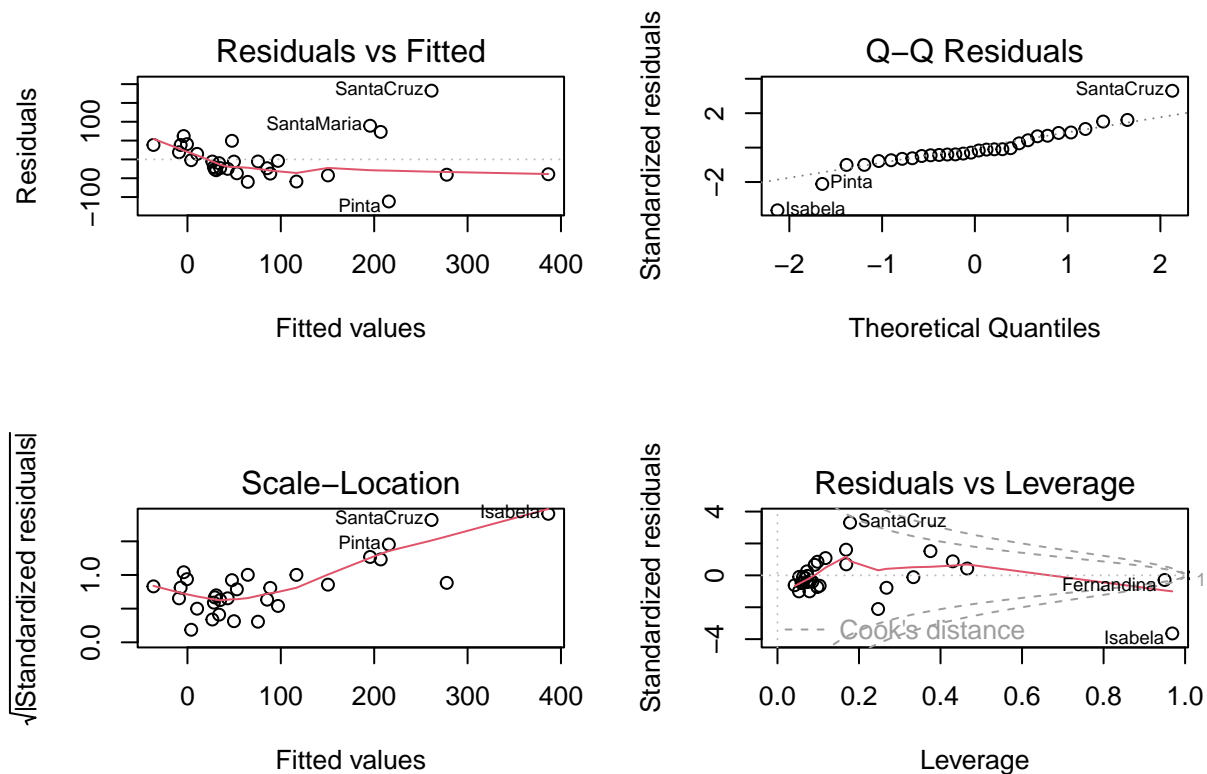 Residuals vs Fitted
Residuals
100
−100
SantaCruz
SantaMaria
Pinta
0 100 200 300 400
Fitted values
Q−Q Residuals
Standardized residuals
2
−2
SantaCruz
Pinta
Isabela
−2 −1 0 1 2
Theoretical Quantiles
Scale−Location
√|Standardized residuals|
1.0
0.0
Isabela
SantaCruz
Pinta
0 100 200 300 400
Fitted values
Residuals vs Leverage
Standardized residuals
4
0
−4
SantaCruz
Fernandina
1
Cook's distance
Isabela
0.0 0.2 0.4 0.6 0.8 1.0
Leverage